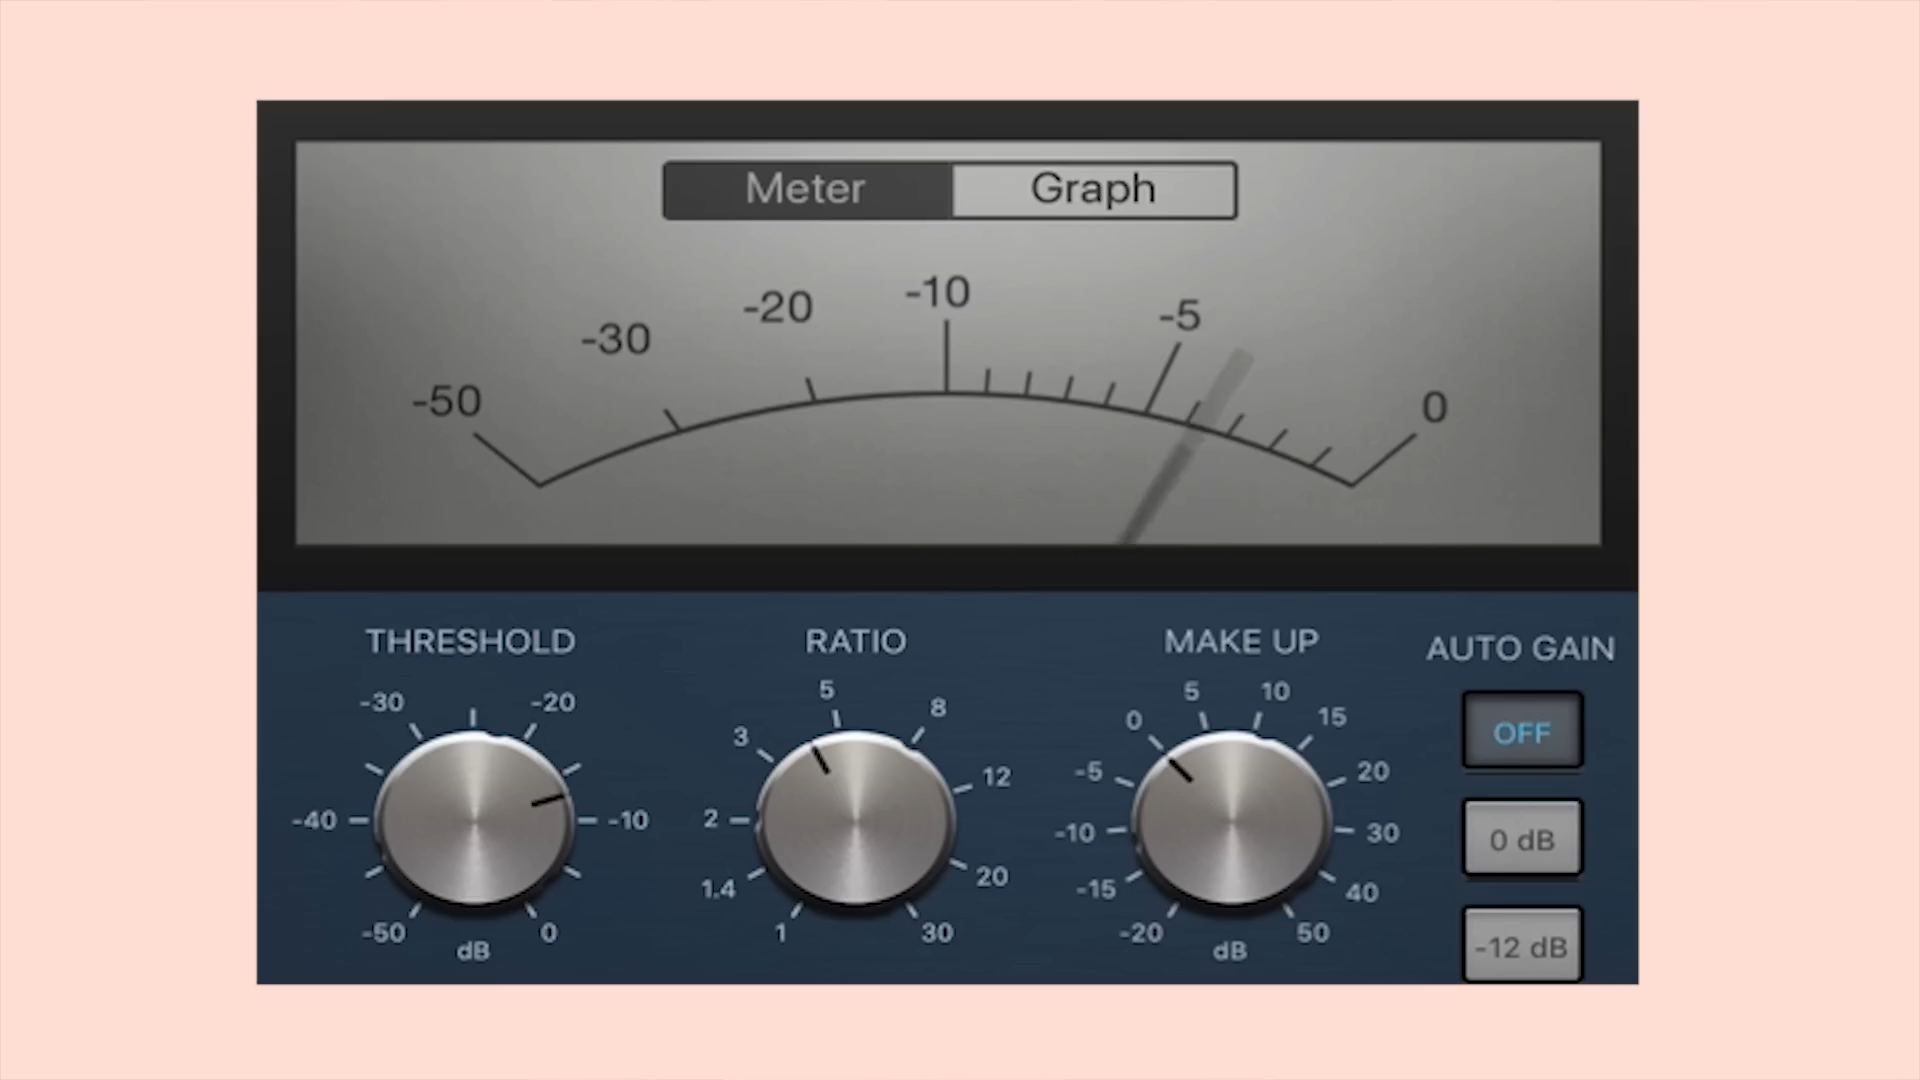 Meter Graph
-50 -30 -20 -10 -5 0
THRESHOLD
-30 -20
-40 -10
-50 0
dB
RATIO
5 8
3 12
2
1.4 20
1 30
MAKE UP
5 10
0 15
-5 20
-10 30
-15 40
-20 50
dB
AUTO GAIN
OFF
0 dB
-12 dB